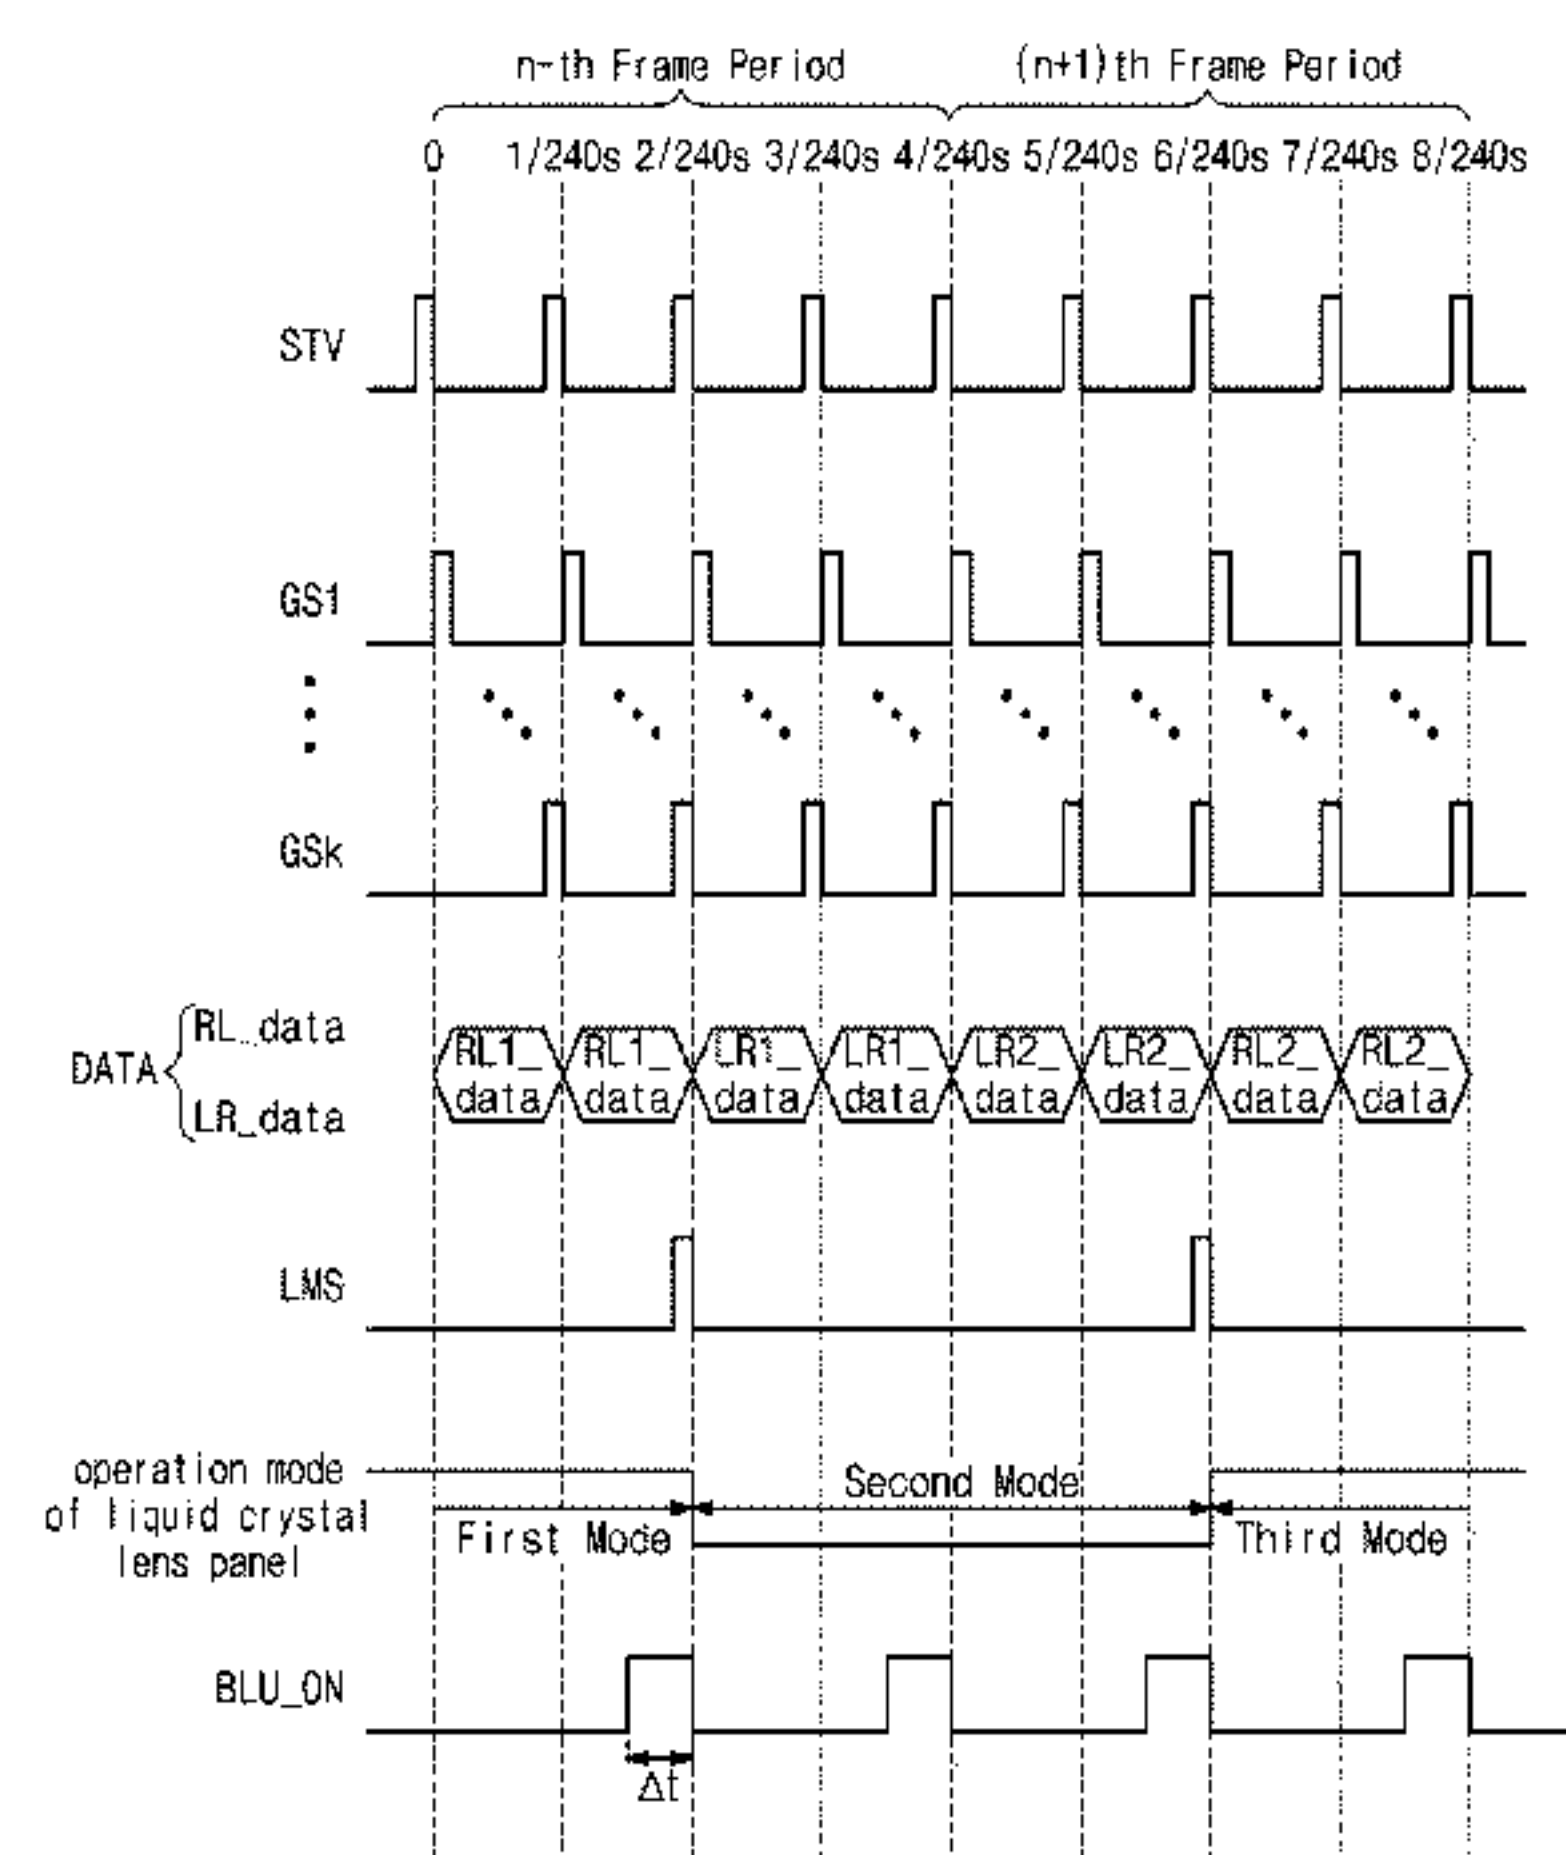 n-th Frame Period (n+1)th Frame Period
0 1/240s 2/240s 3/240s 4/240s 5/240s 6/240s 7/240s 8/240s
STV
GS1
GSk
DATA
RL_data
LR_data
RL1_ RL1_ LR1_ LR1_ LR2_ LR2_ RL2_ RL2_
data data data data data data data data
LMS
operation mode
of liquid crystal
lens panel
Second Mode
First Mode Third Mode
BLU_ON
Δt